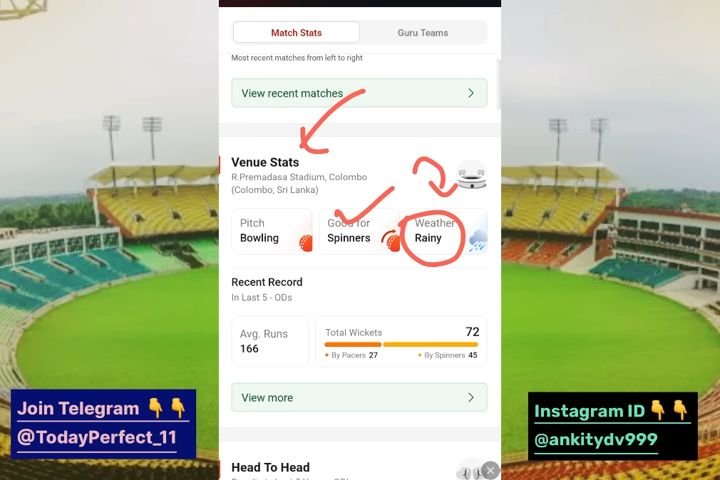 Match Stats
Guru Teams
Most recent matches from left to right
View recent matches
Venue Stats
R.Premadasa Stadium, Colombo
(Colombo, Sri Lanka)
Pitch
Bowling
Good for
Spinners
Weather
Rainy
Recent Record
In Last 5 - ODs
Avg. Runs
166
Total Wickets 72
By Pacers 27
By Spinners 45
View more
Head To Head
Join Telegram 👇👇
@TodayPerfect_11
Instagram ID👇👇
@ankitydv999